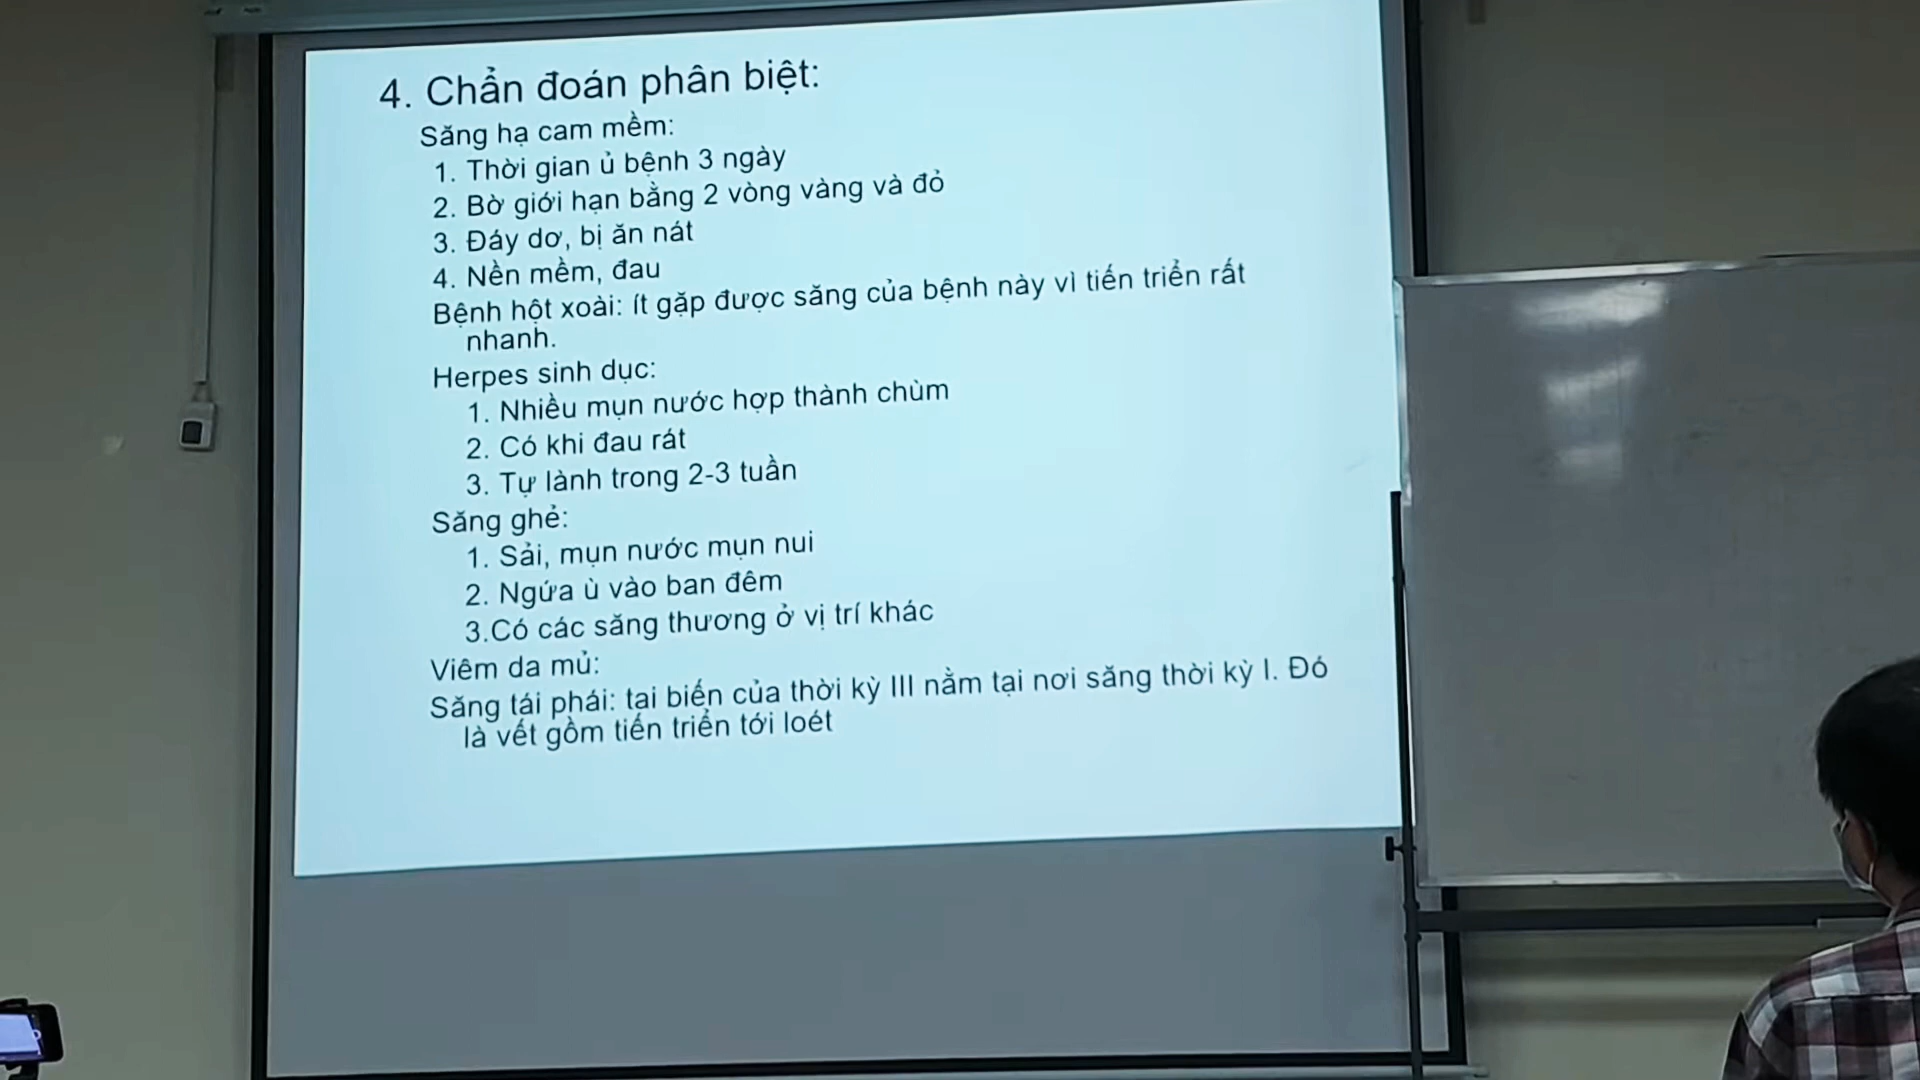 4. Chẩn đoán phân biệt:
Săng hạ cam mềm:
1. Thời gian ủ bệnh 3 ngày
2. Bờ giới hạn bằng 2 vòng vàng và đỏ
3. Đáy dơ, bị ăn nát
4. Nền mềm, đau
Bệnh hột xoài: ít gặp được săng của bệnh này vì tiến triển rất
nhanh.
Herpes sinh dục:
1. Nhiều mụn nước hợp thành chùm
2. Có khi đau rát
3. Tự lành trong 2-3 tuần
Săng ghẻ:
1. Sải, mụn nước mụn nui
2. Ngứa ù vào ban đêm
3.Có các săng thương ở vị trí khác
Viêm da mủ:
Săng tái phái: tai biến của thời kỳ III nằm tại nơi săng thời kỳ I. Đó
là vết gồm tiến triển tới loét